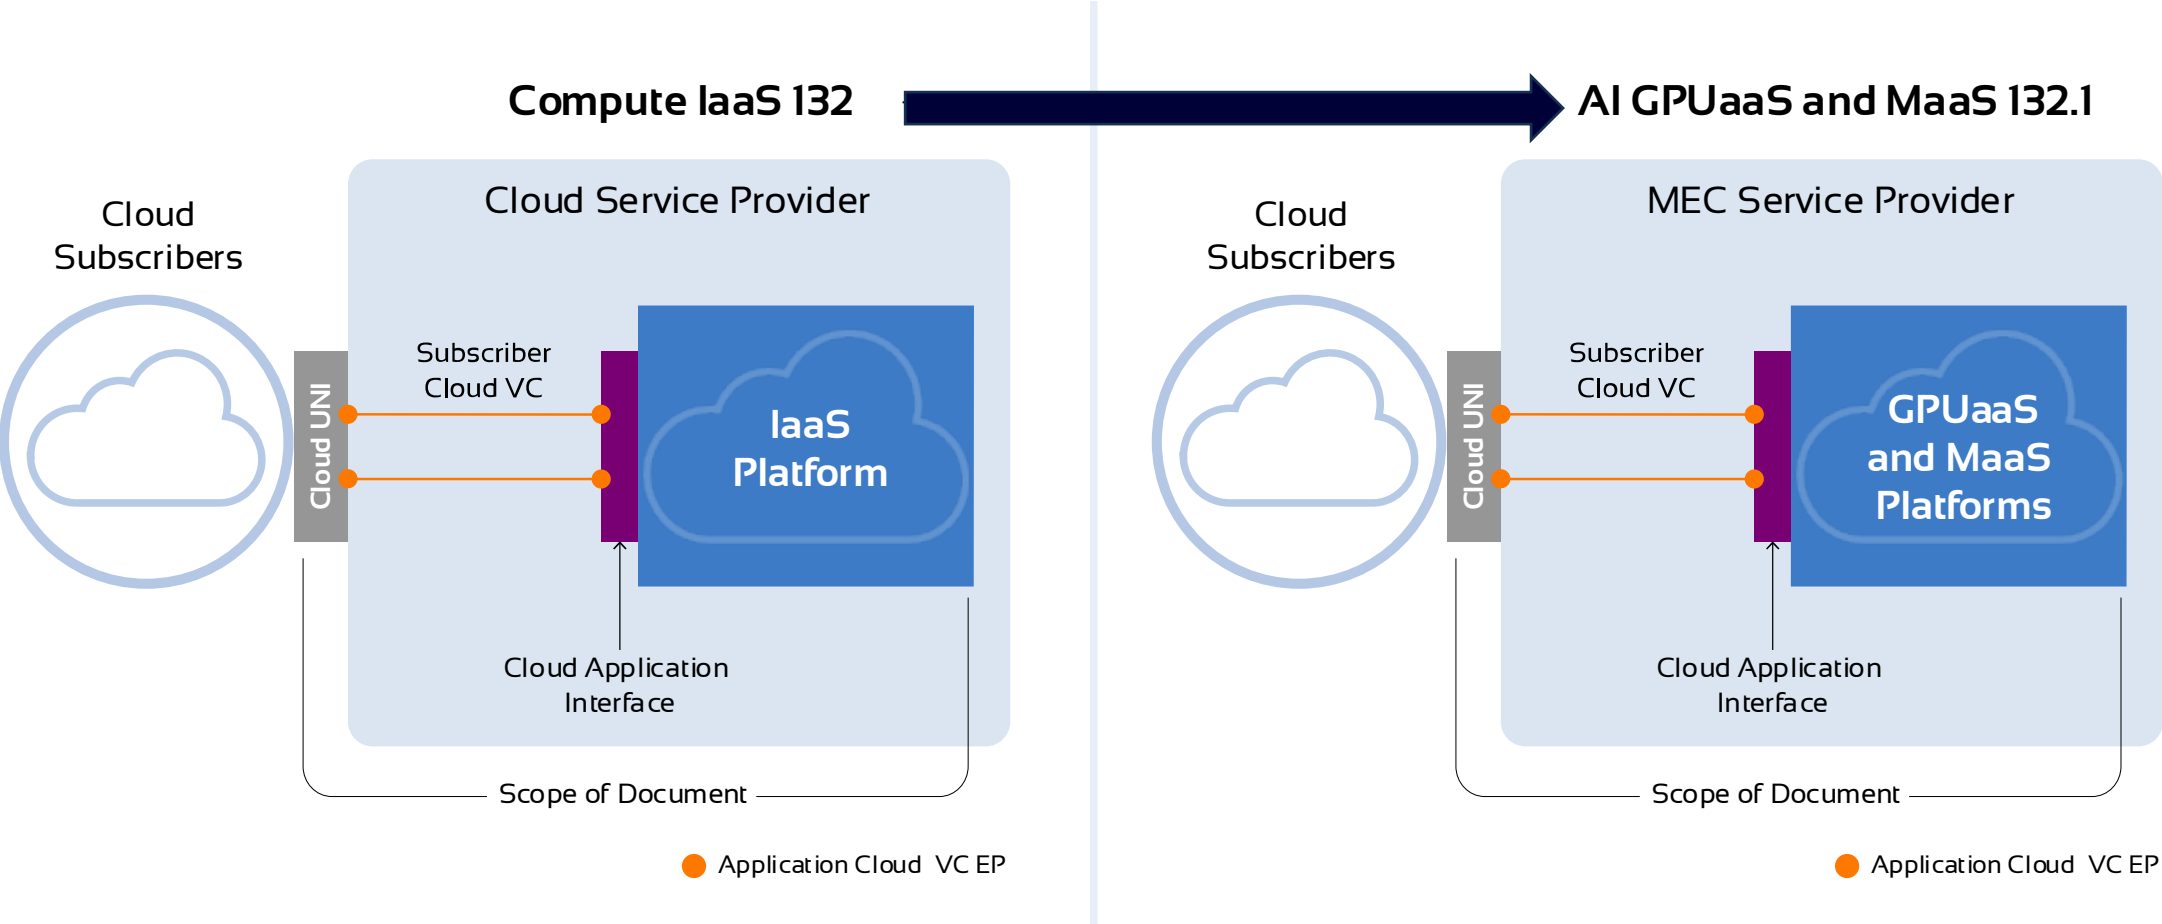 Compute IaaS 132
Cloud Service Provider
Cloud
Subscribers
Cloud UNI
Subscriber
Cloud VC
IaaS
Platform
Cloud Application
Interface
Scope of Document
Application Cloud VC EP
AI GPUaaS and MaaS 132.1
MEC Service Provider
Cloud
Subscribers
Cloud UNI
Subscriber
Cloud VC
GPUaaS
and MaaS
Platforms
Cloud Application
Interface
Scope of Document
Application Cloud VC EP